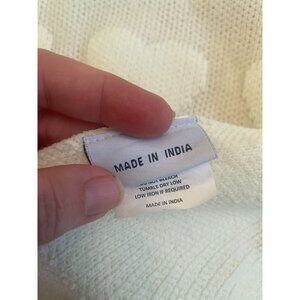 MADE IN INDIA
DO NOT BLEACH
TUMBLE DRY LOW
LOW IRON IF REQUIRED
MADE IN INDIA